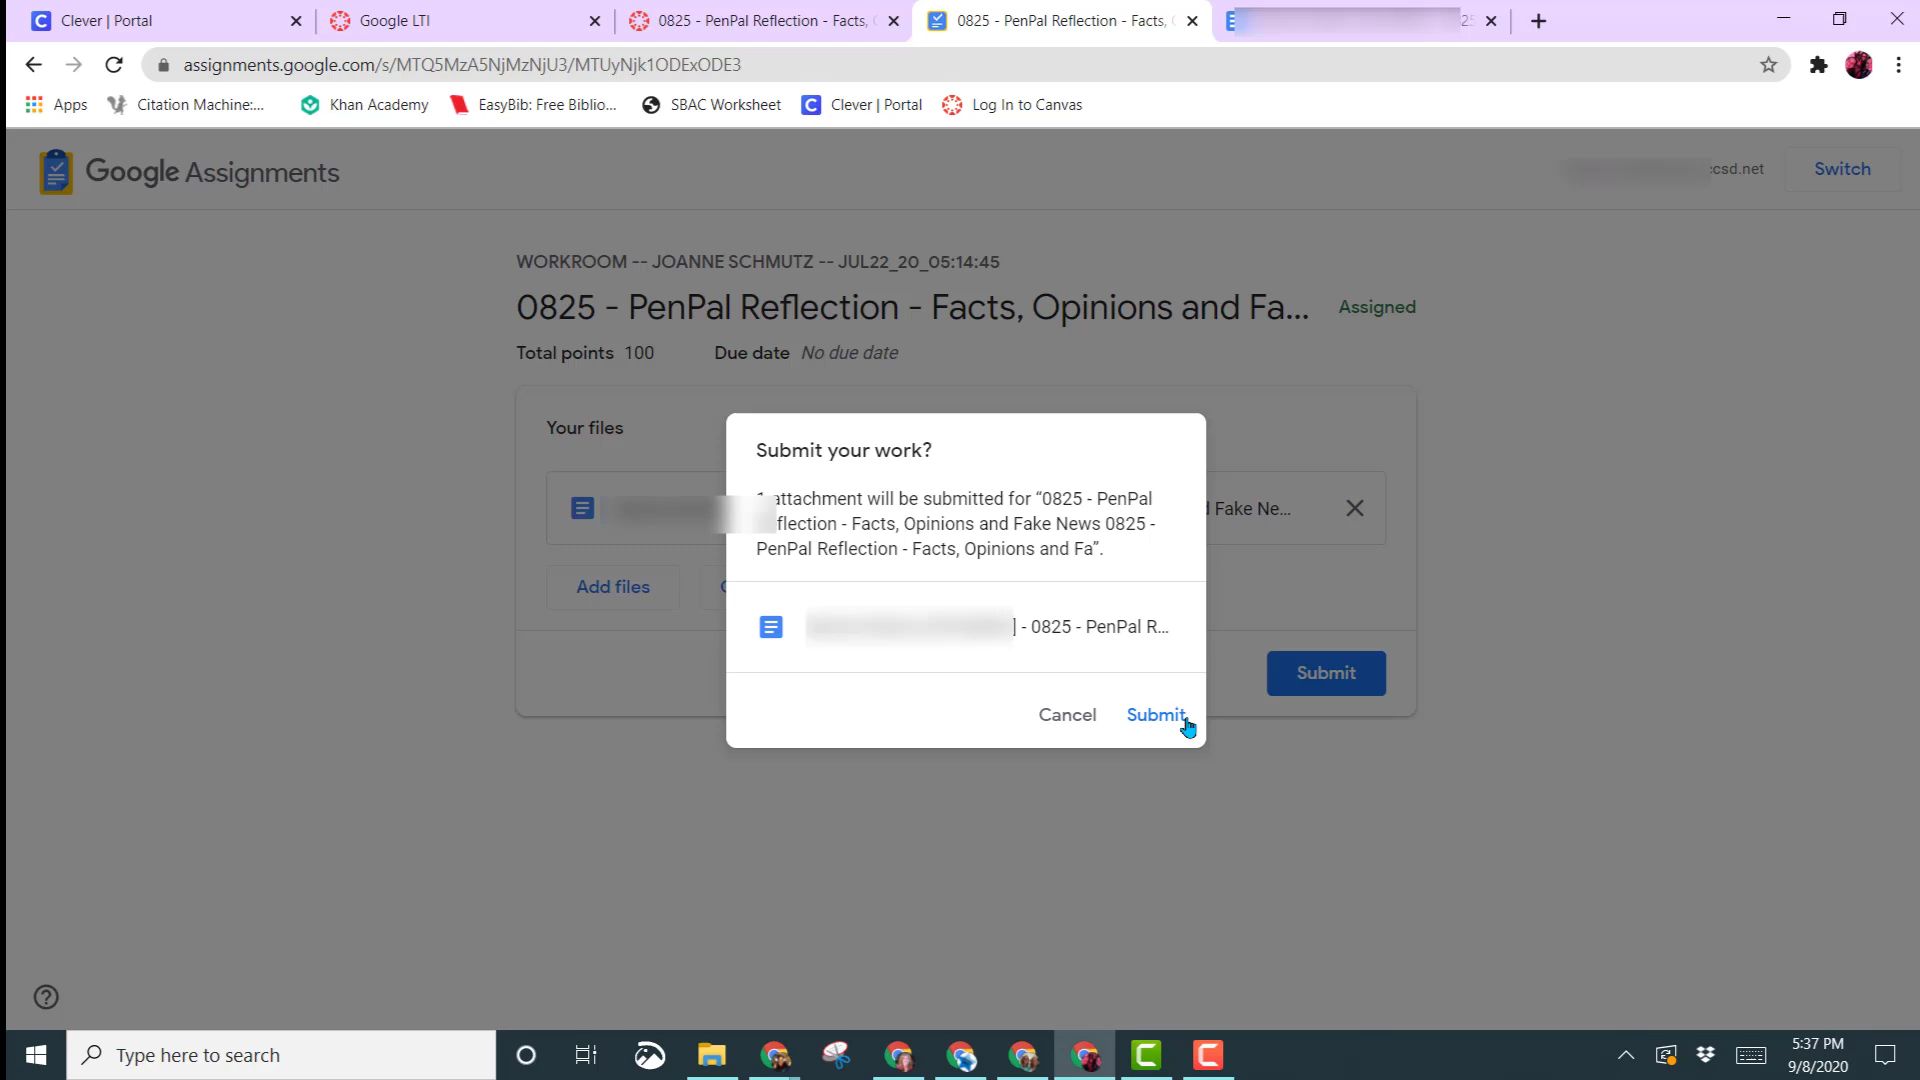 Clever | Portal
Google LTI
0825 - PenPal Reflection - Facts,
0825 - PenPal Reflection - Facts,
assignments.google.com/s/MTQ5MzA5NjMzNjU3/MTUyNjk1ODExODE3
Apps
Citation Machine:...
Khan Academy
EasyBib: Free Biblio...
SBAC Worksheet
Clever | Portal
Log In to Canvas
Google Assignments
ccsd.net
Switch
WORKROOM -- JOANNE SCHMUTZ -- JUL22_20_05:14:45
0825 - PenPal Reflection - Facts, Opinions and Fa...
Assigned
Total points 100
Due date No due date
Your files
Fake Ne...
Add files
Submit
Submit your work?
attachment will be submitted for “0825 - PenPal
flection - Facts, Opinions and Fake News 0825 -
PenPal Reflection - Facts, Opinions and Fa”.
] - 0825 - PenPal R...
Cancel
Submit
Type here to search
5:37 PM
9/8/2020